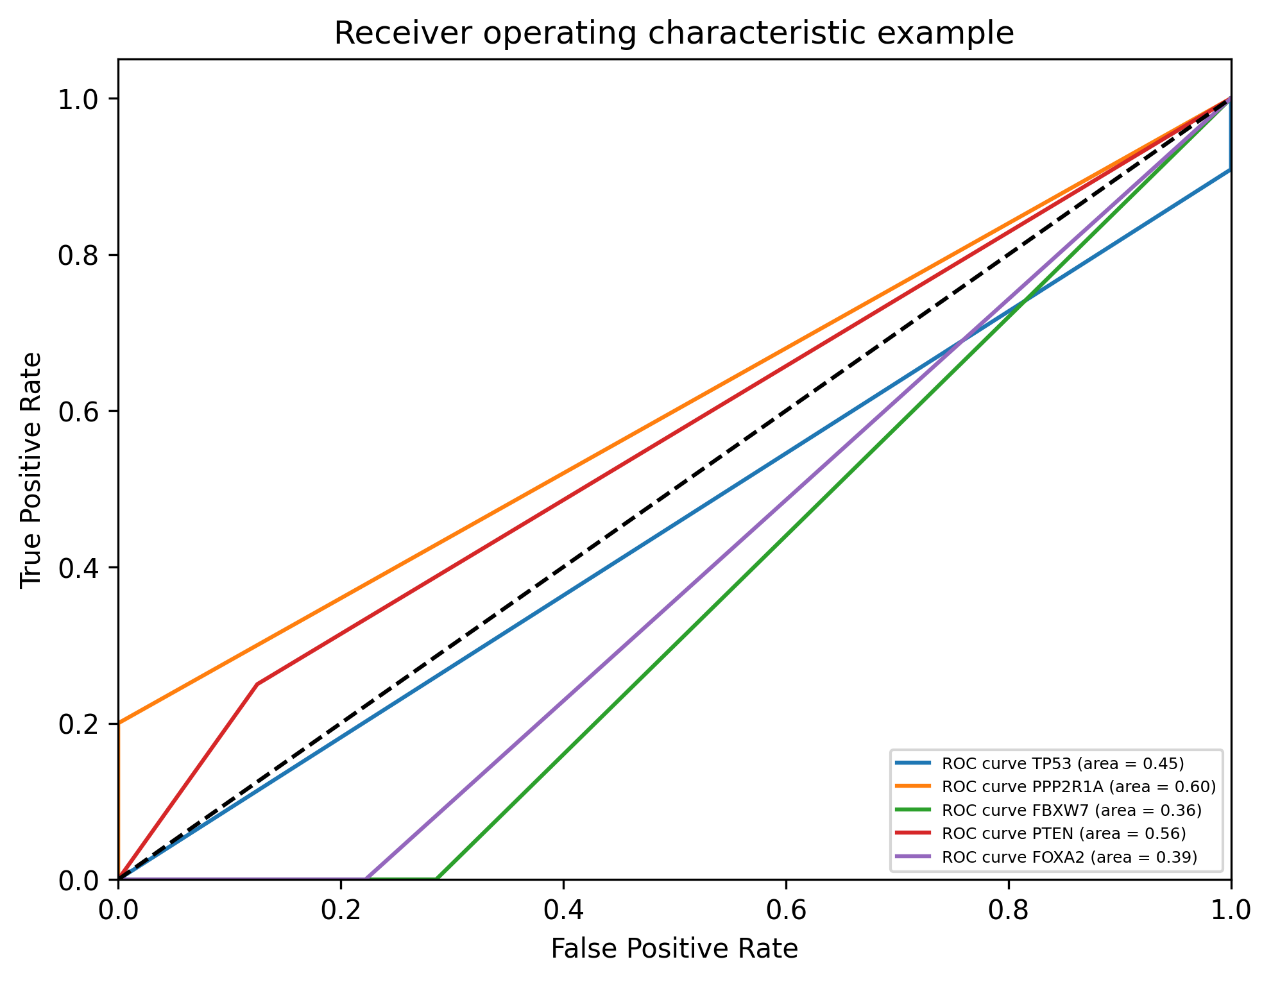 Receiver operating characteristic example
True Positive Rate
1.0
0.8
0.6
0.4
0.2
0.0
0.0 0.2 0.4 0.6 0.8 1.0
False Positive Rate
ROC curve TP53 (area = 0.45)
ROC curve PPP2R1A (area = 0.60)
ROC curve FBXW7 (area = 0.36)
ROC curve PTEN (area = 0.56)
ROC curve FOXA2 (area = 0.39)